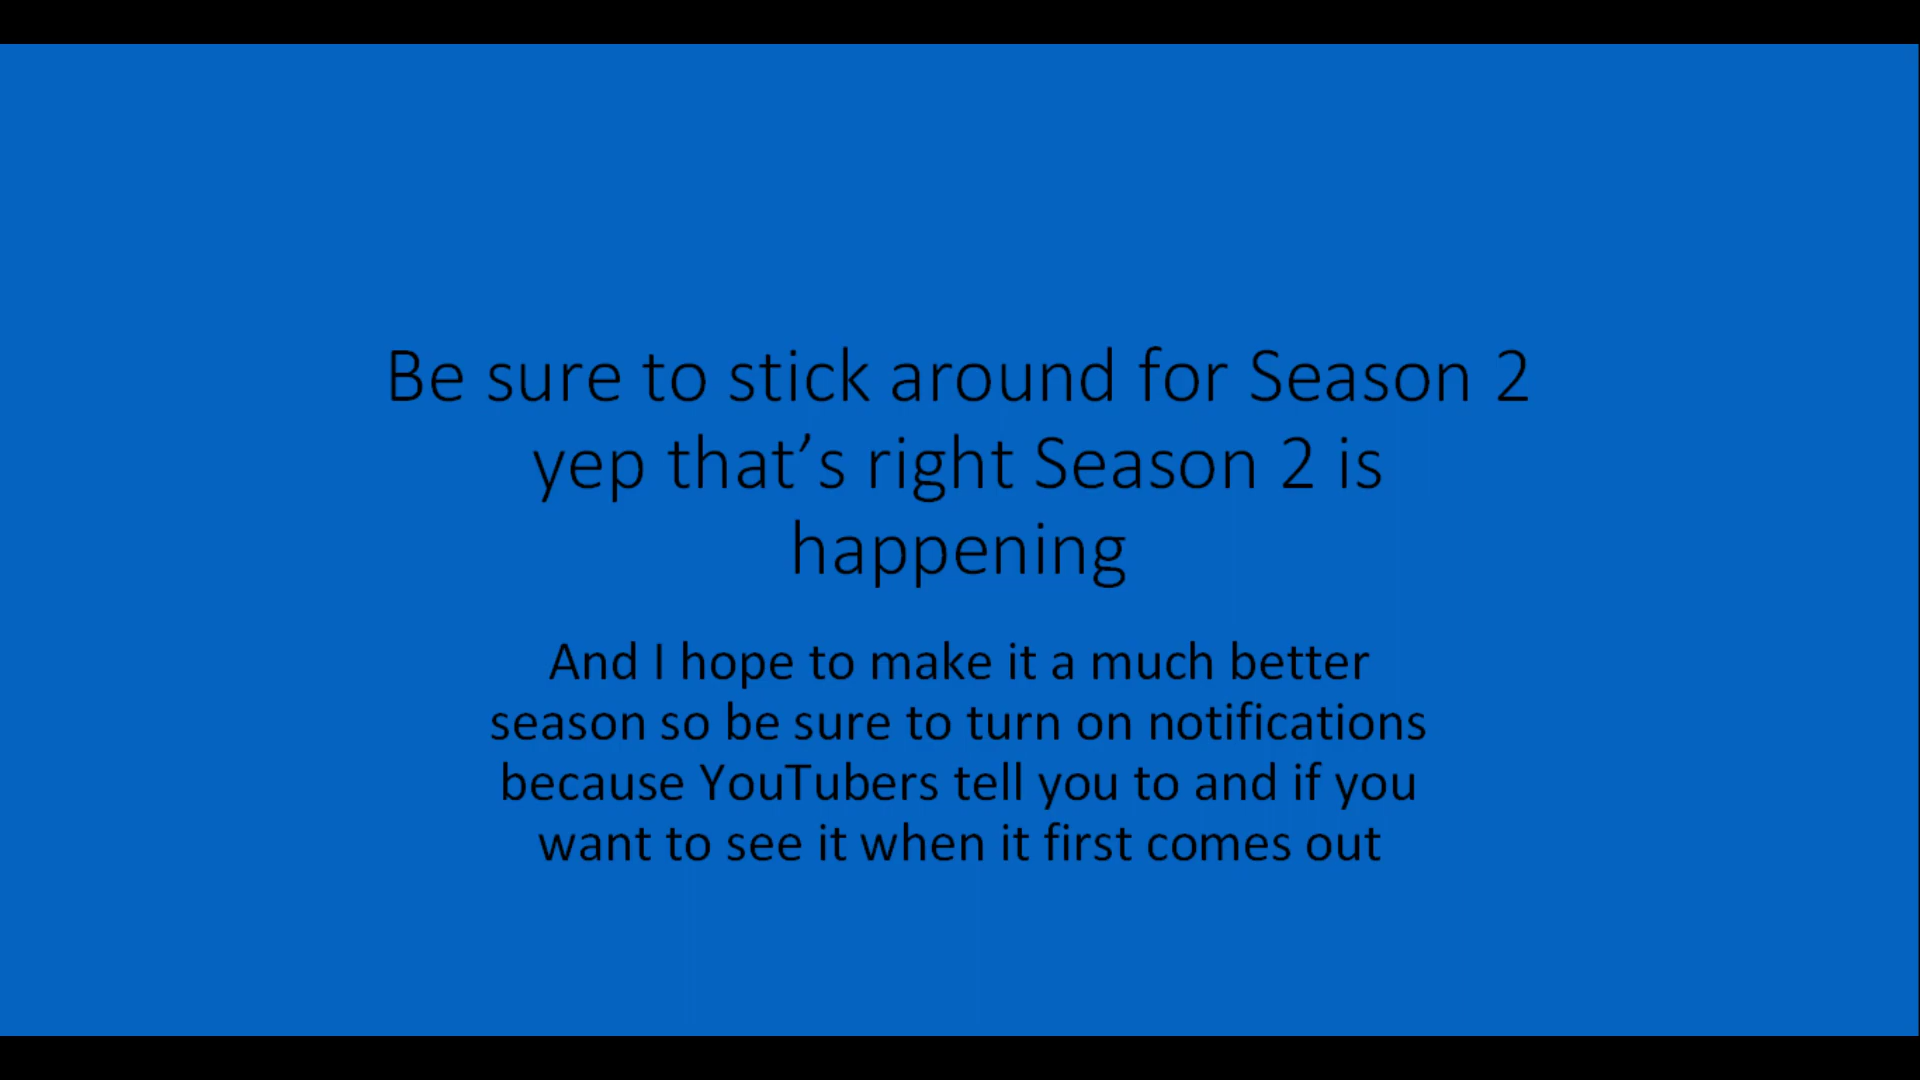 Be sure to stick around for Season 2
yep that’s right Season 2 is
happening
And I hope to make it a much better
season so be sure to turn on notifications
because YouTubers tell you to and if you
want to see it when it first comes out